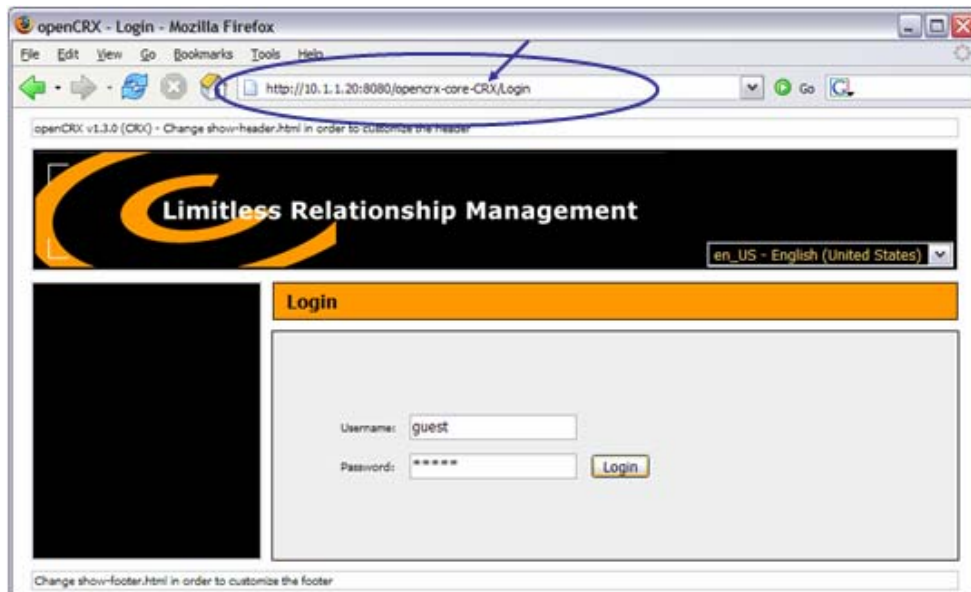 openCRX - Login - Mozilla Firefox
File Edit View Go Bookmarks Tools Help
http://10.1.1.20:8080/opencrx-core-CRX/Login
Go
G
openCRX v1.3.0 (CRX) - Change show-header.html in order to customize the header
Limitless Relationship Management
en_US - English (United States)
Login
Username: guest
Password: *****
Login
Change show-footer.html in order to customize the footer